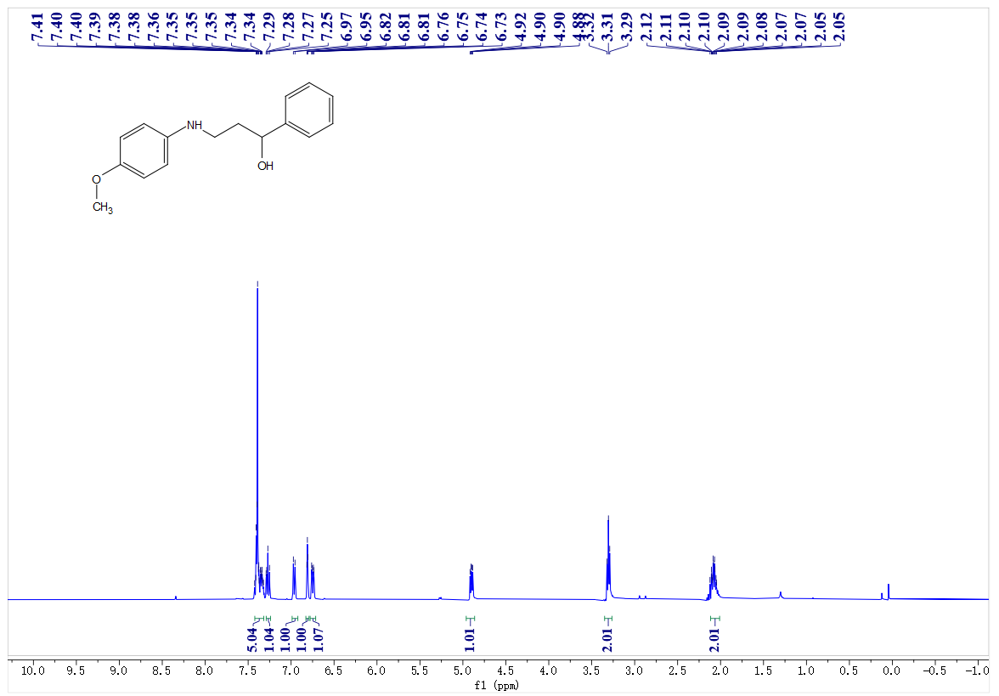 7.41 7.40 7.40 7.39 7.38 7.38 7.36 7.35 7.35 7.35 7.34 7.34 7.29 7.28 7.27 7.25 6.97 6.95 6.82 6.81 6.81 6.76 6.75 6.74 6.73 4.92 4.90 4.90 4.88 3.32 3.31 3.29 2.12 2.11 2.10 2.10 2.09 2.09 2.08 2.07 2.07 2.05 2.05
NH
OH
O
CH3
5.04 1.04 1.00 1.00 1.07 1.01 2.01 2.01
10.0 9.5 9.0 8.5 8.0 7.5 7.0 6.5 6.0 5.5 5.0 4.5 4.0 3.5 3.0 2.5 2.0 1.5 1.0 0.5 0.0 -0.5 -1.0
f1 (ppm)